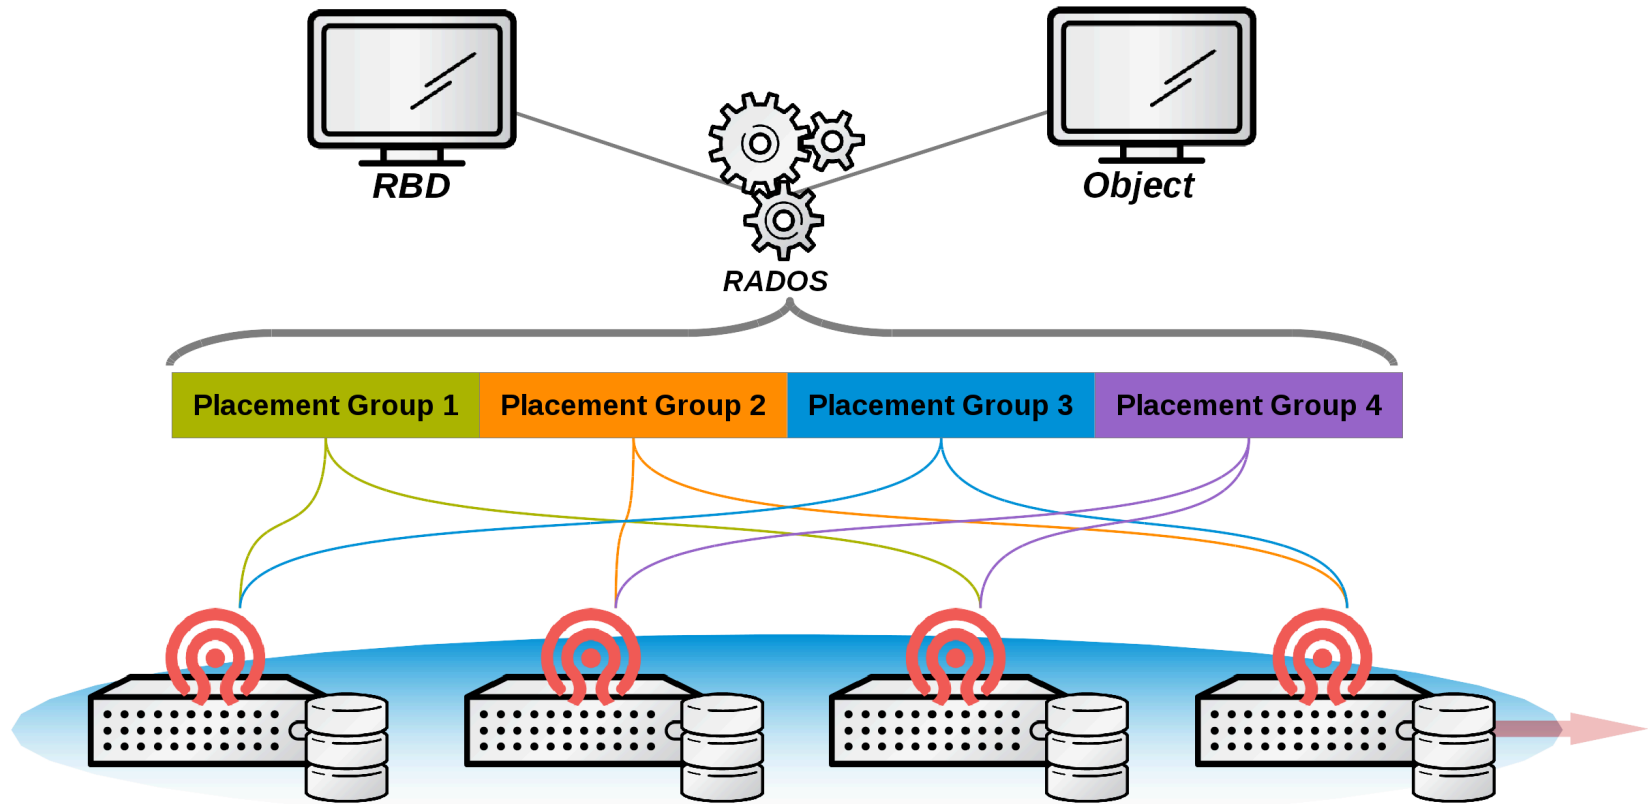 RBD
Object
RADOS
Placement Group 1
Placement Group 2
Placement Group 3
Placement Group 4